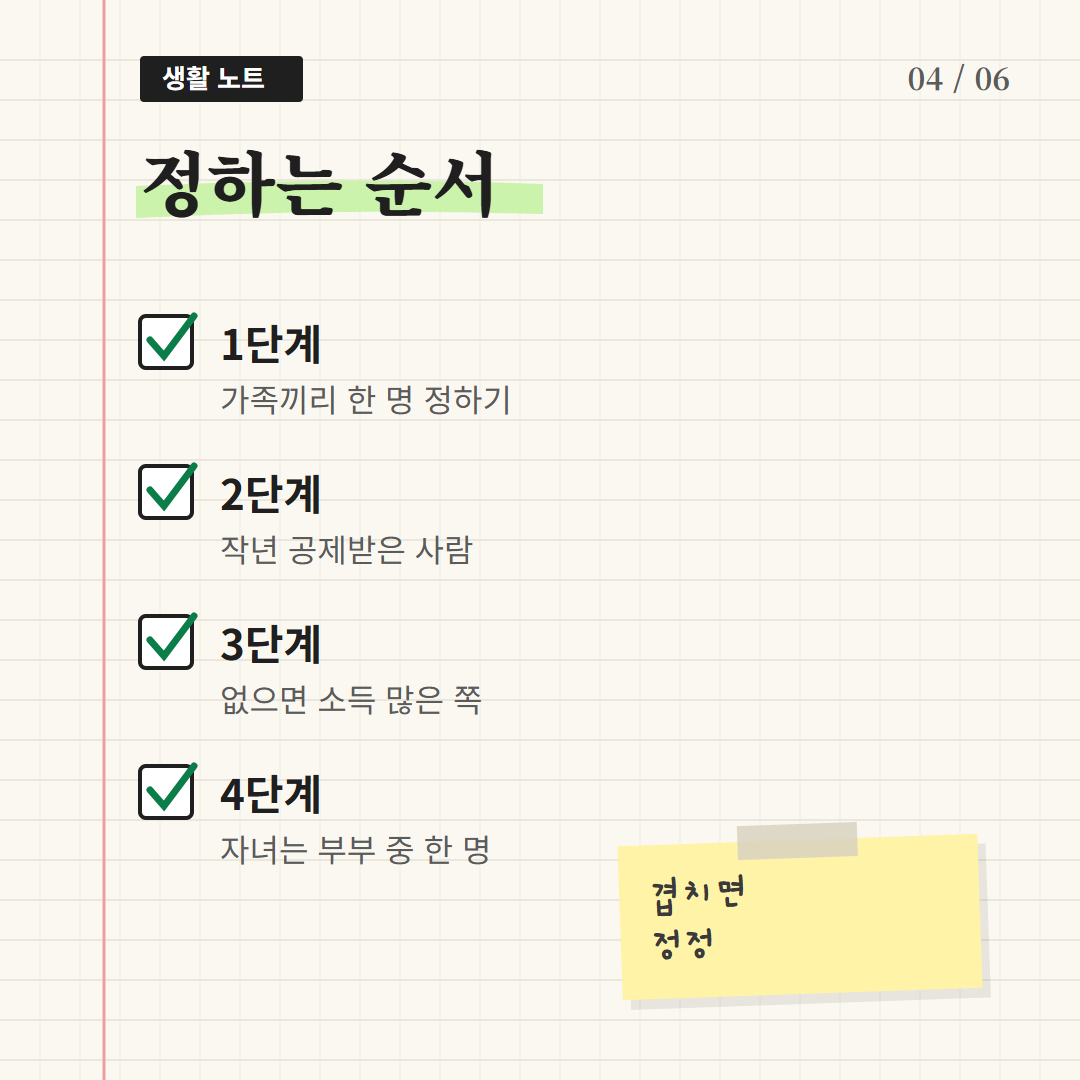 생활 노트
04 / 06
정하는 순서
1단계
가족끼리 한 명 정하기
2단계
작년 공제받은 사람
3단계
없으면 소득 많은 쪽
4단계
자녀는 부부 중 한 명
겹치면
정정